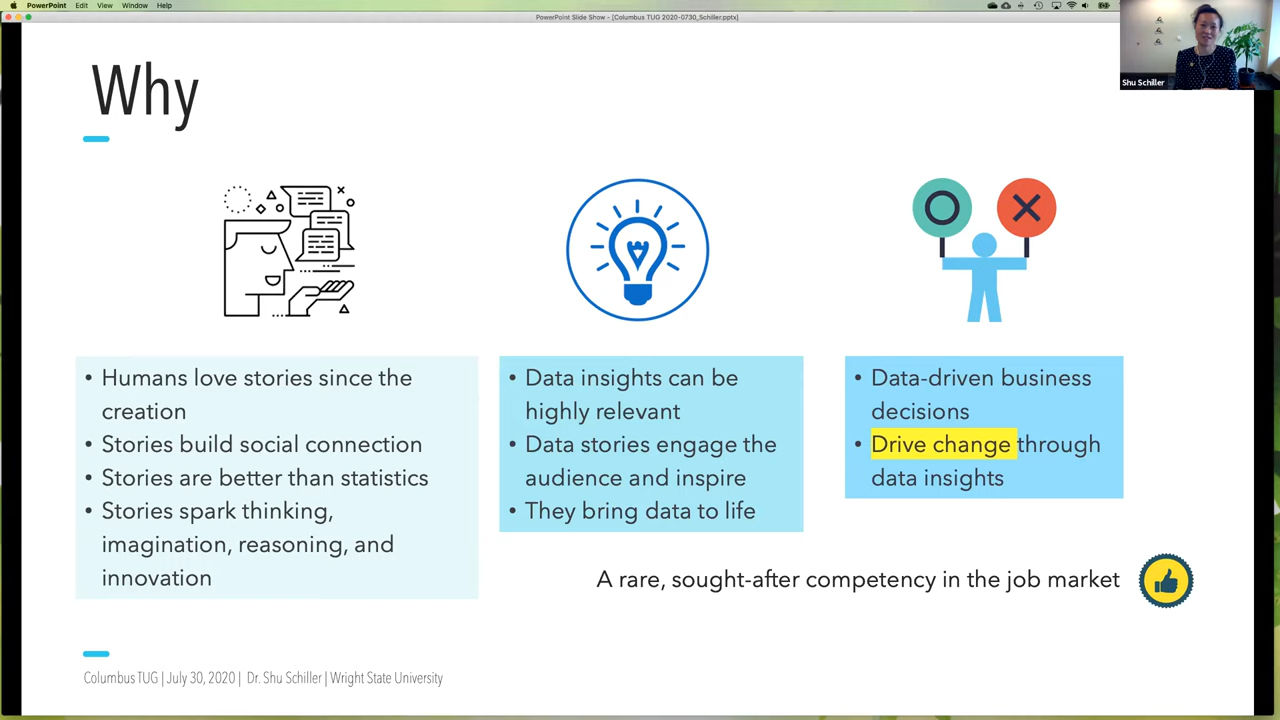 PowerPoint Edit View Window Help
PowerPoint Slide Show - [Columbus TUG 2020-0730_Schiller.pptx]
Shu Schiller
Why
• Humans love stories since the
creation
• Stories build social connection
• Stories are better than statistics
• Stories spark thinking,
imagination, reasoning, and
innovation
• Data insights can be
highly relevant
• Data stories engage the
audience and inspire
• They bring data to life
• Data-driven business
decisions
• Drive change through
data insights
A rare, sought-after competency in the job market
Columbus TUG | July 30, 2020 | Dr. Shu Schiller | Wright State University